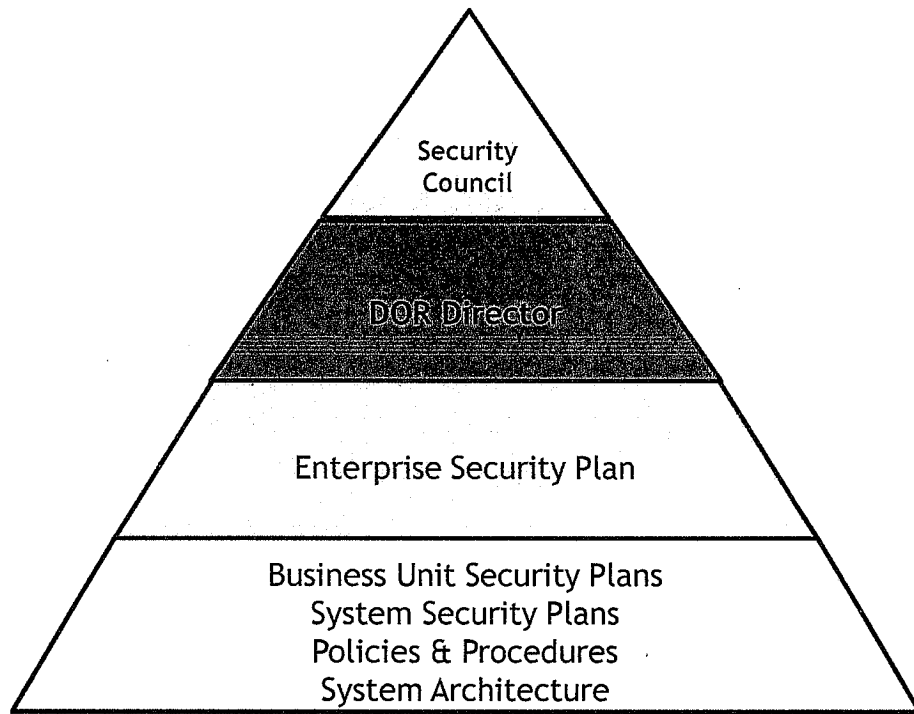 Security
Council
DOR Director
Enterprise Security Plan
Business Unit Security Plans
System Security Plans
Policies & Procedures
System Architecture